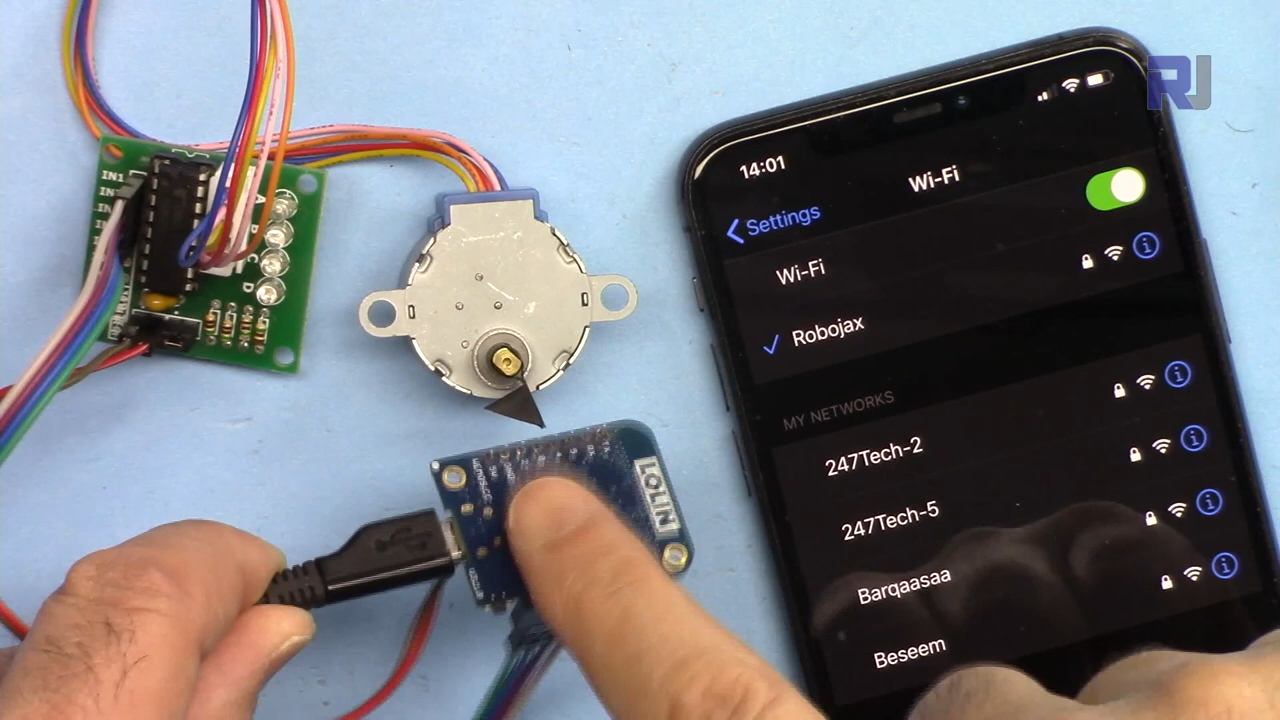 RJ
14:01
Settings
Wi-Fi
Wi-Fi
Robojax
MY NETWORKS
247Tech-2
247Tech-5
Barqaasaa
Beseem
IN1
A
D
LOLIN
5V